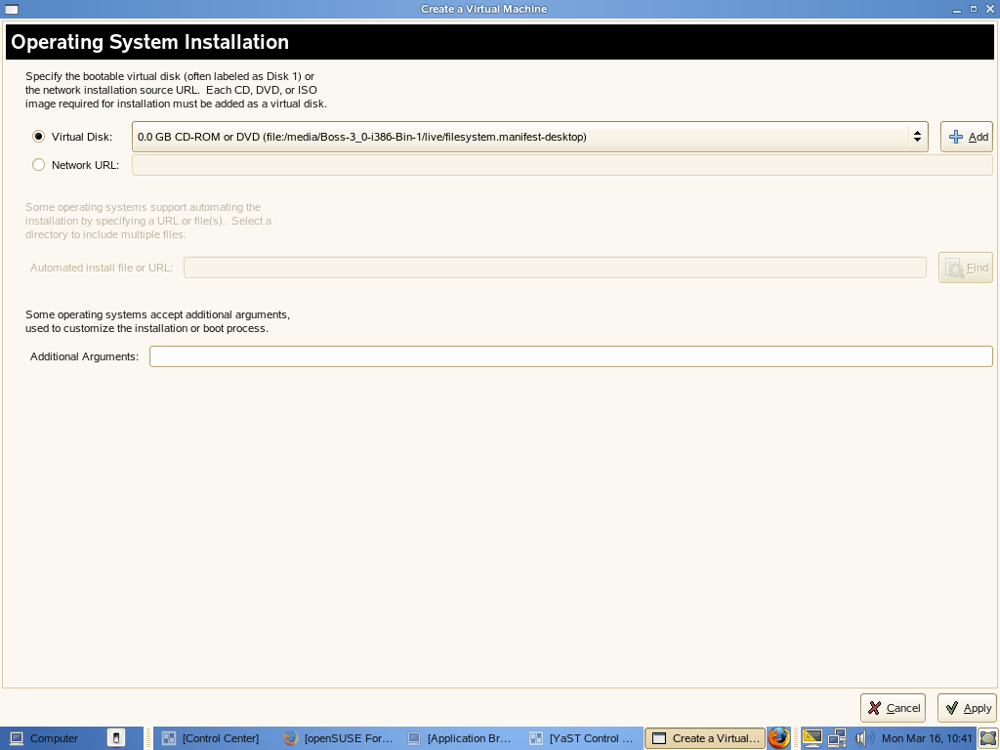 Create a Virtual Machine
Operating System Installation
Specify the bootable virtual disk (often labeled as Disk 1) or
the network installation source URL.  Each CD, DVD, or ISO
image required for installation must be added as a virtual disk.
Virtual Disk:
0.0 GB CD-ROM or DVD (file:/media/Boss-3_0-i386-Bin-1/live/filesystem.manifest-desktop)
Add
Network URL:
Some operating systems support automating the
installation by specifying a URL or file(s).  Select a
directory to include multiple files.
Automated install file or URL:
Find
Some operating systems accept additional arguments,
used to customize the installation or boot process.
Additional Arguments:
Cancel
Apply
Computer
[Control Center]
[openSUSE For...
[Application Br...
[YaST Control ...
Create a Virtual...
Mon Mar 16, 10:41